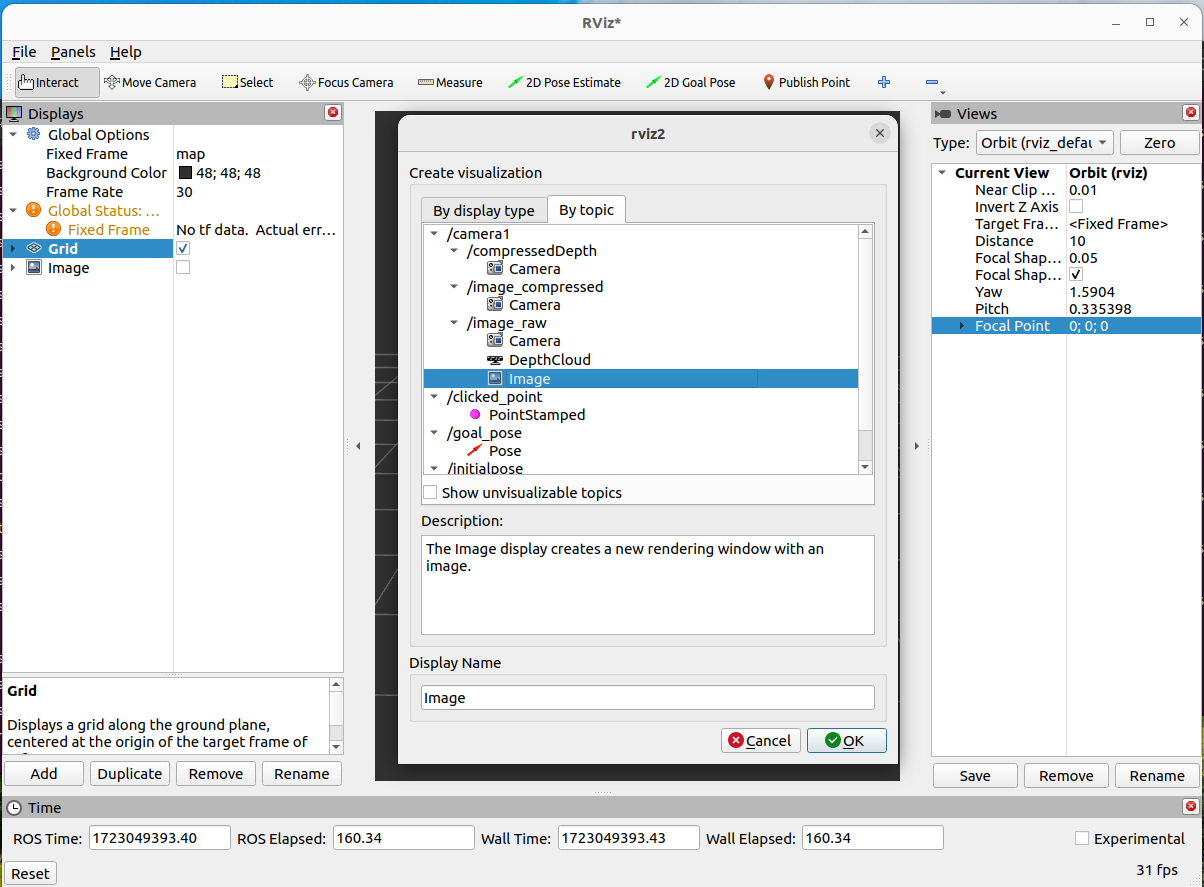 RViz*
File Panels Help
Interact Move Camera Select Focus Camera Measure 2D Pose Estimate 2D Goal Pose Publish Point
Displays
Global Options
Fixed Frame map
Background Color 48; 48; 48
Frame Rate 30
Global Status: ...
Fixed Frame No tf data. Actual err...
Grid
Image
Grid
Displays a grid along the ground plane,
centered at the origin of the target frame of
Add Duplicate Remove Rename
rviz2
Create visualization
By display type By topic
/camera1
/compressedDepth
Camera
/image_compressed
Camera
/image_raw
Camera
DepthCloud
Image
/clicked_point
PointStamped
/goal_pose
Pose
/initialpose
Show unvisualizable topics
Description:
The Image display creates a new rendering window with an
image.
Display Name
Image
Cancel OK
Views
Type: Orbit (rviz_defau Zero
Current View Orbit (rviz)
Near Clip ... 0.01
Invert Z Axis
Target Fra... <Fixed Frame>
Distance 10
Focal Shap... 0.05
Focal Shap...
Yaw 1.5904
Pitch 0.335398
Focal Point 0; 0; 0
Save Remove Rename
Time
ROS Time: 1723049393.40 ROS Elapsed: 160.34 Wall Time: 1723049393.43 Wall Elapsed: 160.34 Experimental
Reset 31 fps